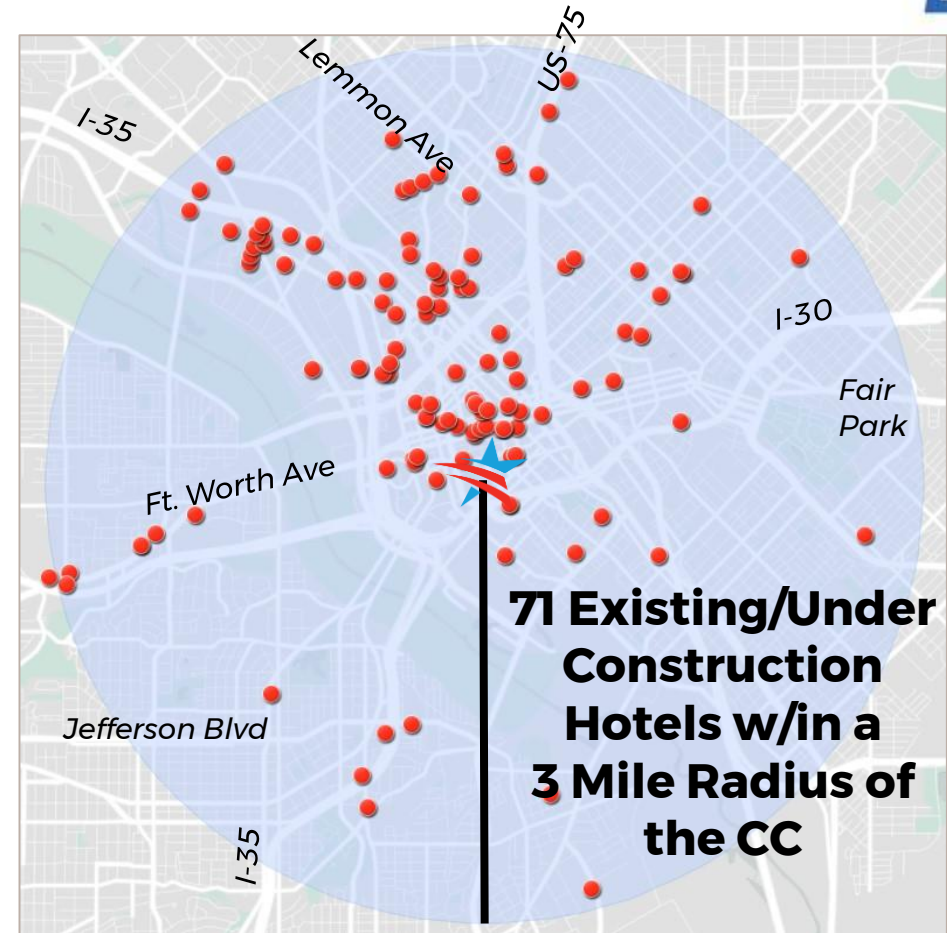 US-75
Lemmon Ave
I-35
I-30
Fair
Park
Ft. Worth Ave
71 Existing/Under
Construction
Hotels w/in a
3 Mile Radius of
the CC
Jefferson Blvd
I-35